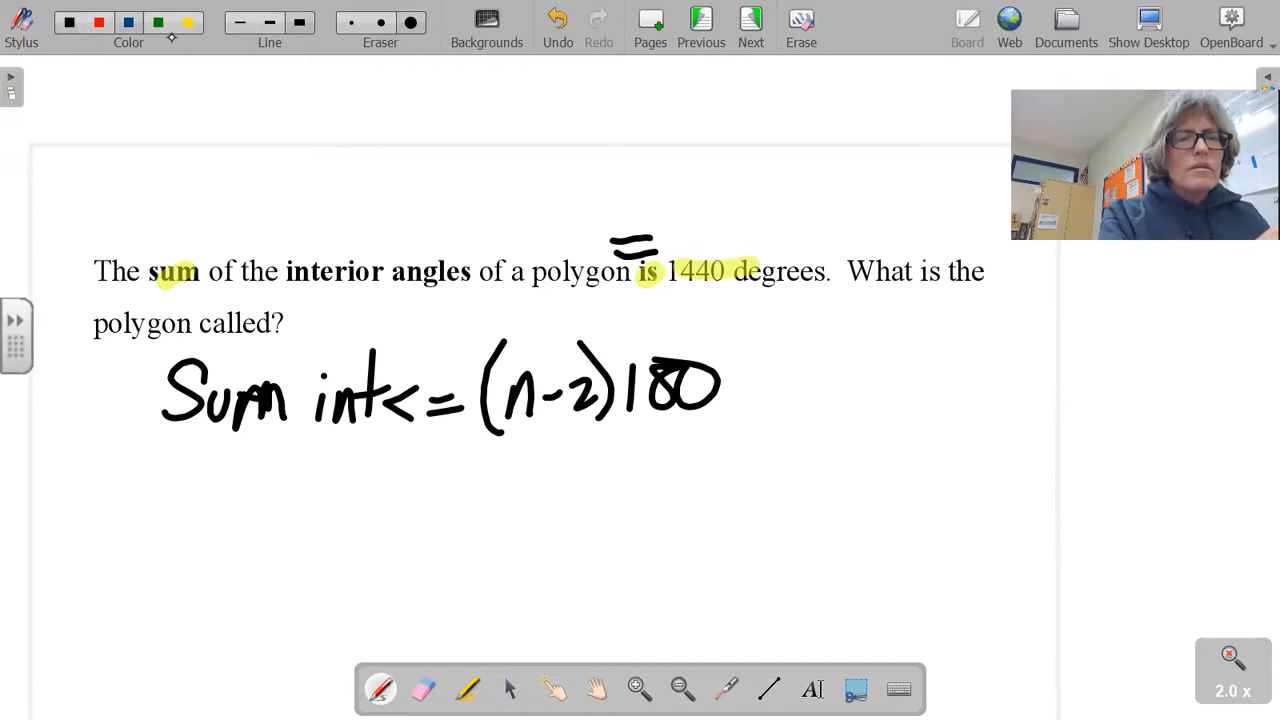 Stylus Color Line Eraser Backgrounds Undo Redo Pages Previous Next Erase Board Web Documents Show Desktop OpenBoard
=
The sum of the interior angles of a polygon is 1440 degrees. What is the
polygon called?
Sum int< = (n-2)180
2.0 x